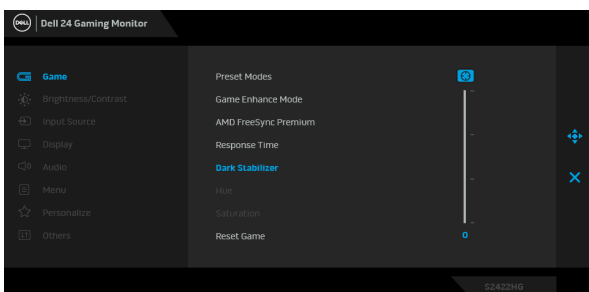 DELL
Dell 24 Gaming Monitor
Game
Brightness/Contrast
Input Source
Display
Audio
Menu
Personalize
Others
Preset Modes
Game Enhance Mode
AMD FreeSync Premium
Response Time
Dark Stabilizer
Hue
Saturation
Reset Game
0
S2422HG